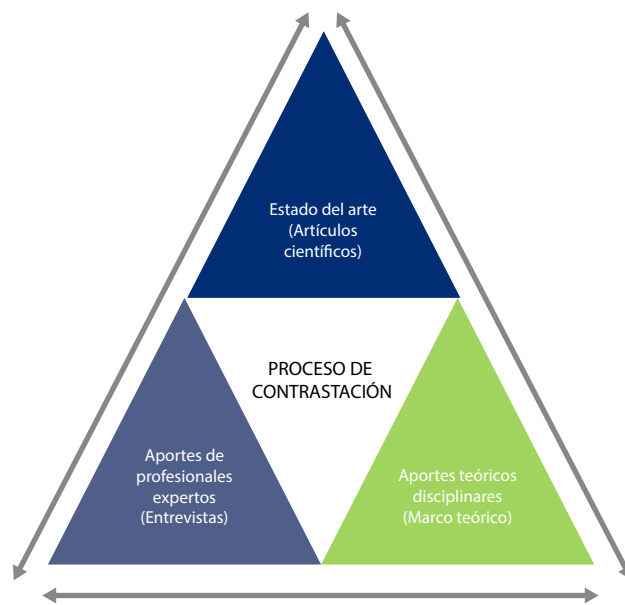 Estado del arte
(Artículos
científicos)
PROCESO DE
CONTRASTACIÓN
Aportes de
profesionales
expertos
(Entrevistas)
Aportes teóricos
disciplinares
(Marco teórico)